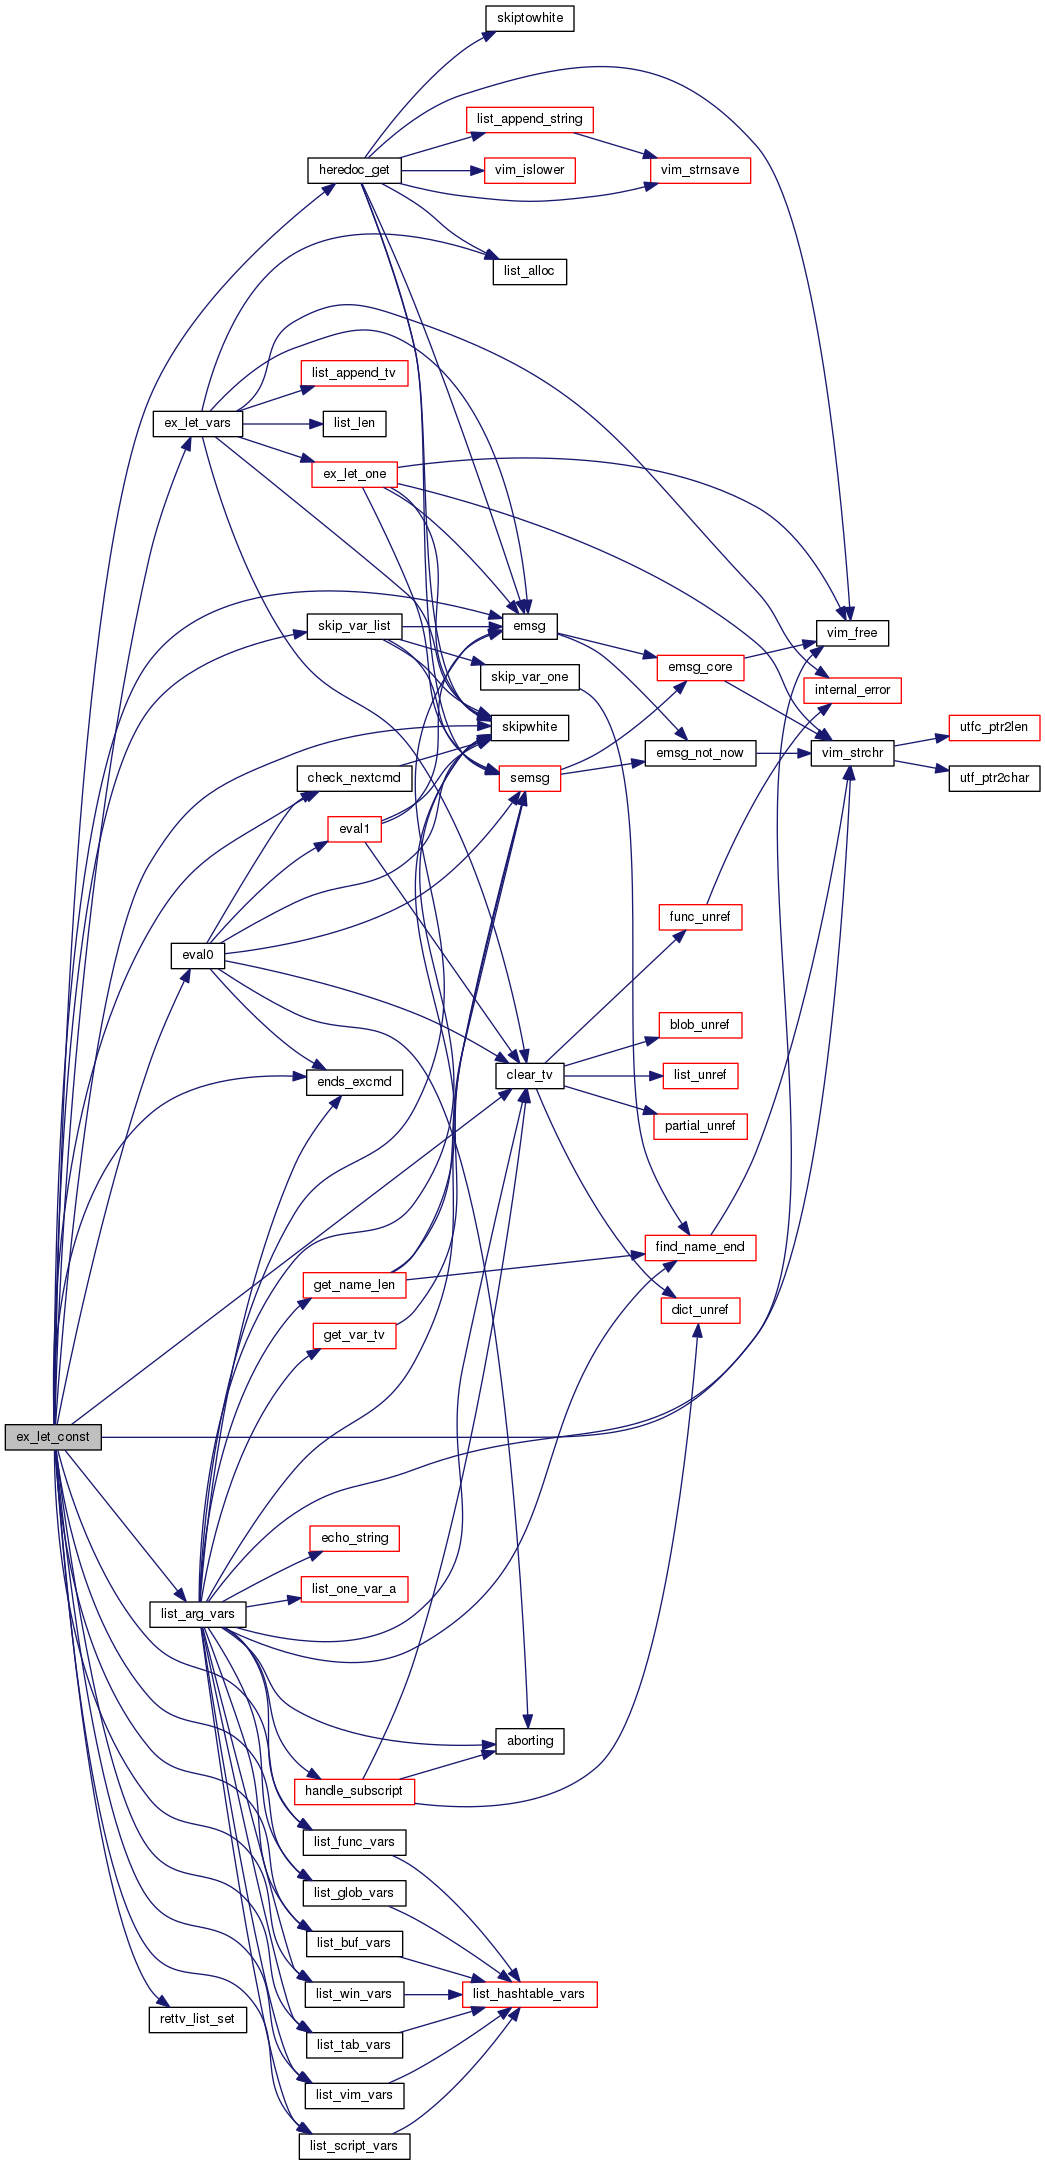 skiptowhite
list_append_string
heredoc_get
vim_islower
vim_strnsave
list_alloc
list_append_tv
ex_let_vars
list_len
ex_let_one
skip_var_list
emsg
vim_free
emsg_core
skip_var_one
internal_error
skipwhite
utfc_ptr2len
emsg_not_now
vim_strchr
check_nextcmd
semsg
utf_ptr2char
eval1
func_unref
eval0
blob_unref
clear_tv
list_unref
ends_excmd
partial_unref
find_name_end
get_name_len
dict_unref
get_var_tv
ex_let_const
echo_string
list_one_var_a
list_arg_vars
aborting
handle_subscript
list_func_vars
list_glob_vars
list_buf_vars
list_win_vars
list_hashtable_vars
rettv_list_set
list_tab_vars
list_vim_vars
list_script_vars